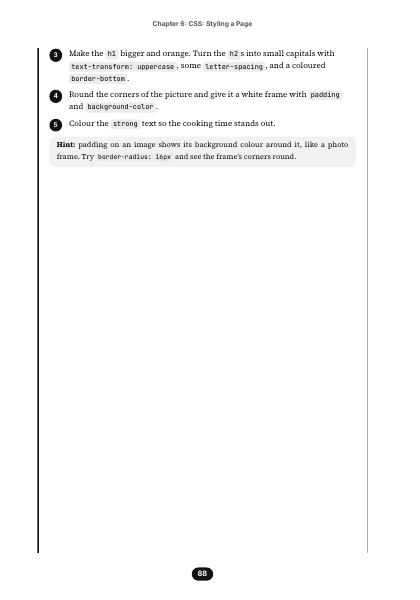 Chapter 6: CSS: Styling a Page
3 Make the h1 bigger and orange. Turn the h2s into small capitals with
text-transform: uppercase, some letter-spacing, and a coloured
border-bottom.
4 Round the corners of the picture and give it a white frame with padding
and background-color.
5 Colour the strong text so the cooking time stands out.
Hint: padding on an image shows its background colour around it, like a photo
frame. Try border-radius: 16px and see the frame's corners round.
88